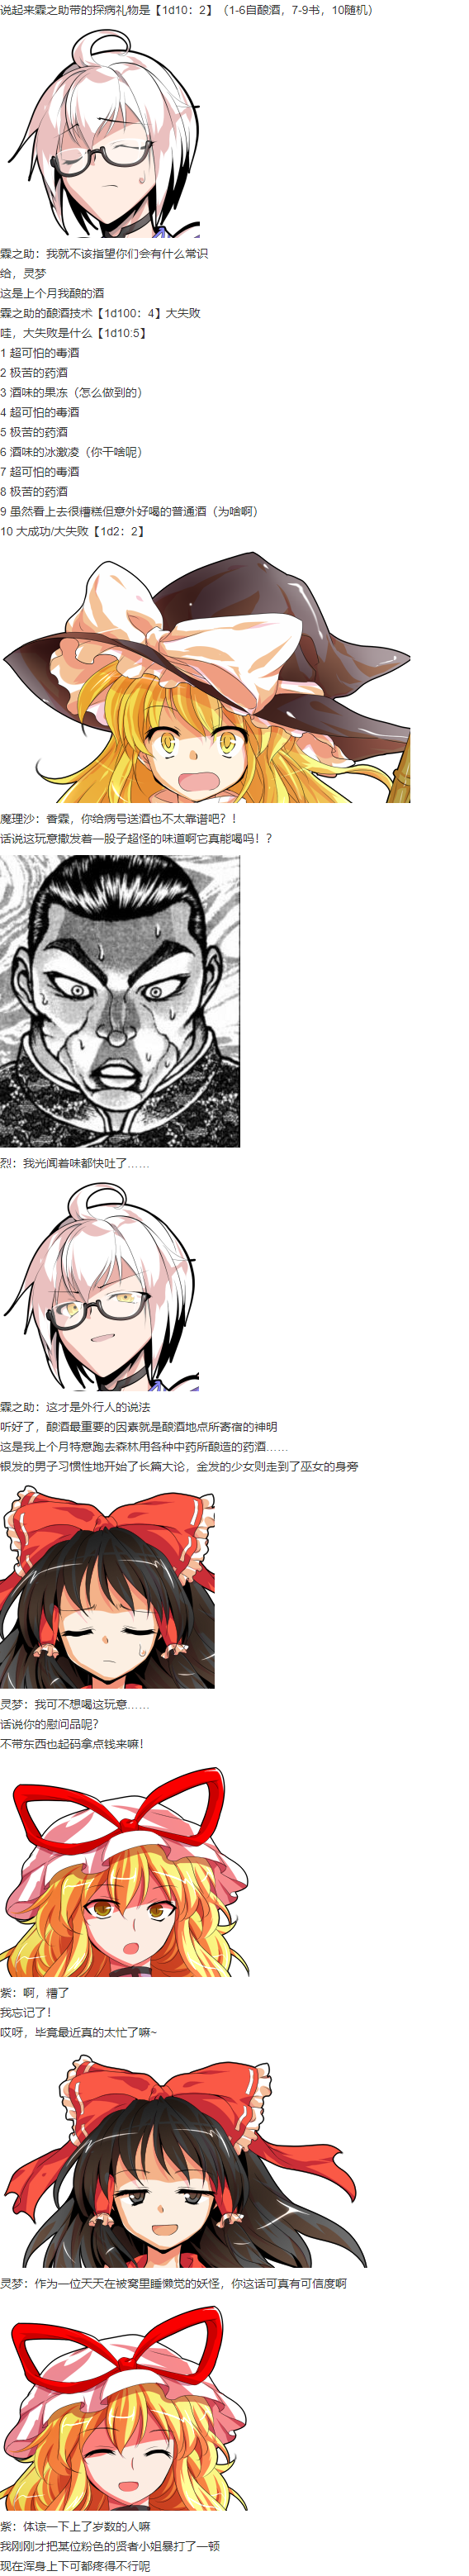 说起来霖之助带的探病礼物是【1d10：2】（1-6自酿酒，7-9书，10随机）
霖之助：我就不该指望你们会有什么常识
给，灵梦
这是上个月我酿的酒
霖之助的酿酒技术【1d100：4】大失败
哇，大失败是什么【1d10:5】
1 超可怕的毒酒
2 极苦的药酒
3 酒味的果冻（怎么做到的）
4 超可怕的毒酒
5 极苦的药酒
6 酒味的冰激凌（你干啥呢）
7 超可怕的毒酒
8 极苦的药酒
9 虽然看上去很糟糕但意外好喝的普通酒（为啥啊）
10 大成功/大失败【1d2：2】
魔理沙：香霖，你给病号送酒也不太靠谱吧？！
话说这玩意散发着一股子超怪的味道啊它真能喝吗！？
烈：我光闻着味都快吐了……
霖之助：这才是外行人的说法
听好了，酿酒最重要的因素就是酿酒地点所寄宿的神明
这是我上个月特意跑去森林用各种中药所酿造的药酒……
银发的男子习惯性地开始了长篇大论，金发的少女则走到了巫女的身旁
灵梦：我可不想喝这玩意……
话说你的慰问品呢？
不带东西也起码拿点钱来嘛！
紫：啊，糟了
我忘记了！
哎呀，毕竟最近真的太忙了嘛~
灵梦：作为一位天天在被窝里睡懒觉的妖怪，你这话可真有可信度啊
紫：体谅一下上了岁数的人嘛
我刚刚才把某位粉色的贤者小姐暴打了一顿
现在浑身上下可都疼得不行呢